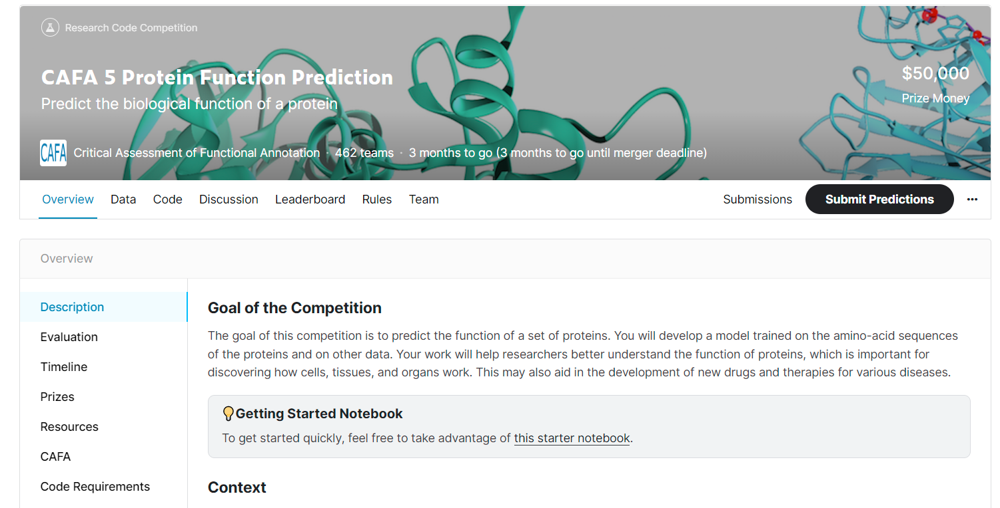 Research Code Competition
CAFA 5 Protein Function Prediction
$50,000
Predict the biological function of a protein
Prize Money
CAFA Critical Assessment of Functional Annotation · 462 teams · 3 months to go (3 months to go until merger deadline)
Overview Data Code Discussion Leaderboard Rules Team Submissions Submit Predictions ···
Overview
Description
Evaluation
Timeline
Prizes
Resources
CAFA
Code Requirements
Goal of the Competition
The goal of this competition is to predict the function of a set of proteins. You will develop a model trained on the amino-acid sequences
of the proteins and on other data. Your work will help researchers better understand the function of proteins, which is important for
discovering how cells, tissues, and organs work. This may also aid in the development of new drugs and therapies for various diseases.
Getting Started Notebook
To get started quickly, feel free to take advantage of this starter notebook.
Context